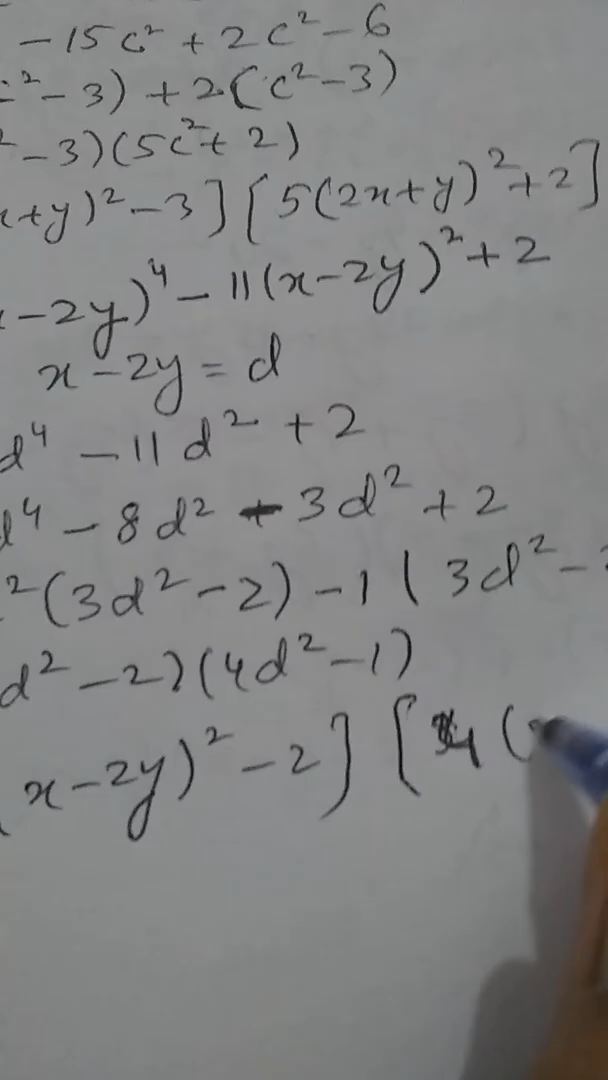 -15c² + 2c² - 6
c² - 3) + 2(c² - 3)
² - 3)(5c² + 2)
x+y)² - 3] [5(2x+y)² + 2]
x - 2y)⁴ - 11(x - 2y)² + 2
x - 2y = d
d⁴ - 11d² + 2
d⁴ - 8d² - 3d² + 2
²(3d² - 2) - 1(3d² -
d² - 2)(4d² - 1)
(x - 2y)² - 2] [4(